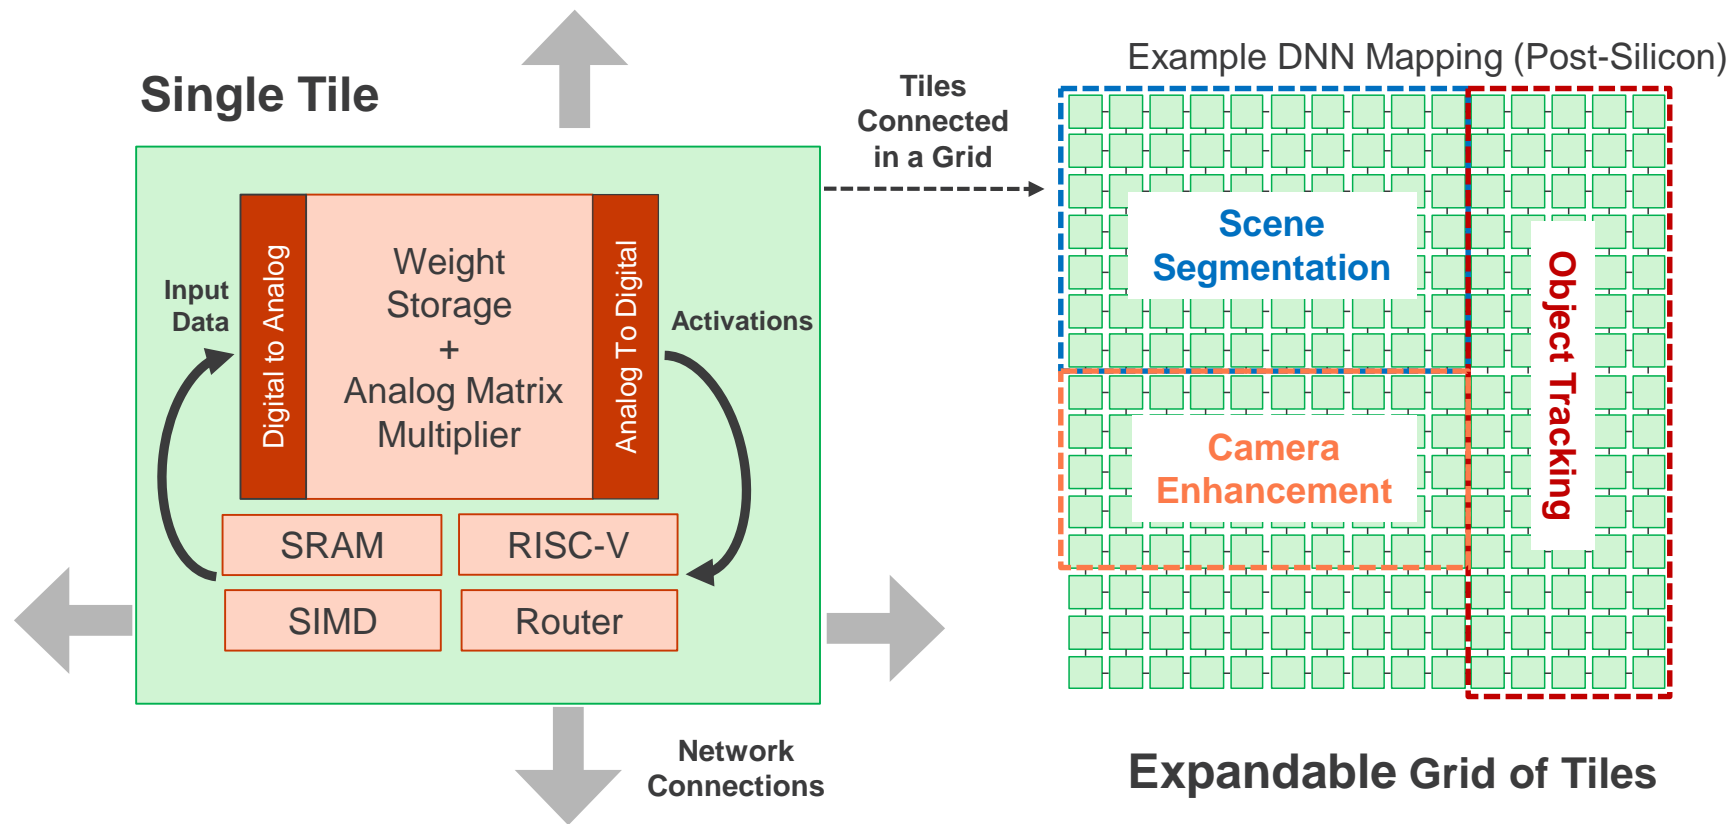 Single Tile
Digital to Analog
Weight
Storage
+
Analog Matrix
Multiplier
Analog To Digital
Input
Data
Activations
SRAM
RISC-V
SIMD
Router
Network
Connections
Tiles
Connected
in a Grid
Example DNN Mapping (Post-Silicon)
Scene
Segmentation
Camera
Enhancement
Object Tracking
Expandable Grid of Tiles